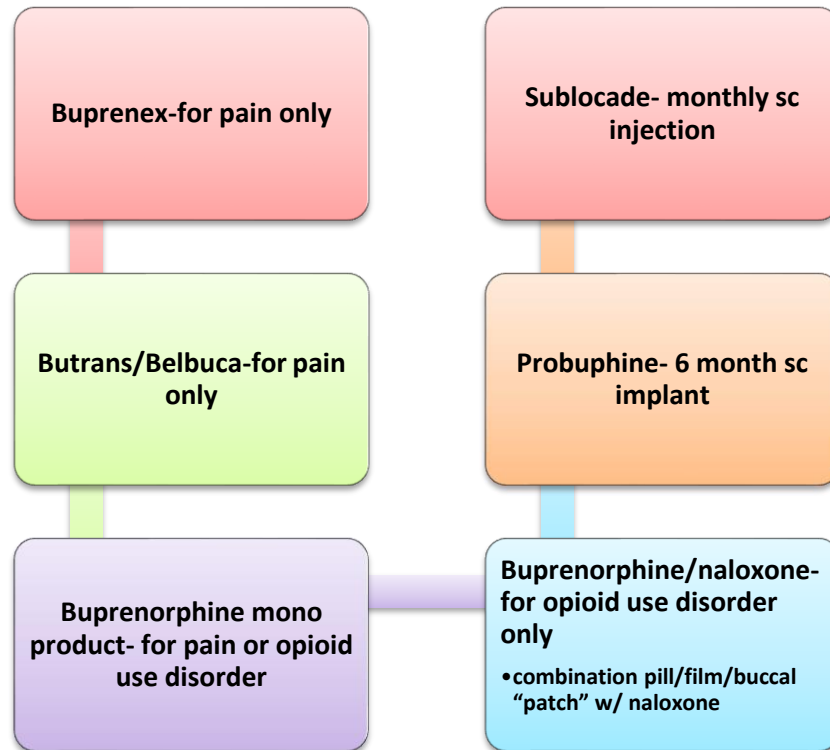 Buprenex-for pain only
Butrans/Belbuca-for pain
only
Buprenorphine mono
product- for pain or opioid
use disorder
Buprenorphine/naloxone-
for opioid use disorder
only
•combination pill/film/buccal
“patch” w/ naloxone
Probuphine- 6 month sc
implant
Sublocade- monthly sc
injection